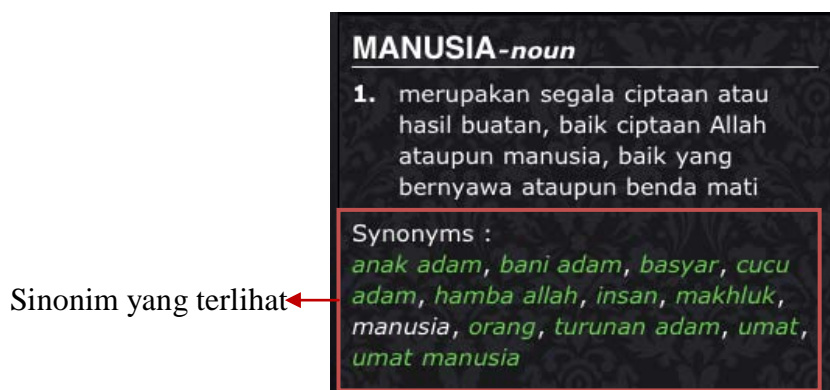 MANUSIA-noun
1. merupakan segala ciptaan atau
hasil buatan, baik ciptaan Allah
ataupun manusia, baik yang
bernyawa ataupun benda mati
Synonyms :
anak adam, bani adam, basyar, cucu
adam, hamba allah, insan, makhluk,
manusia, orang, turunan adam, umat,
umat manusia
Sinonim yang terlihat